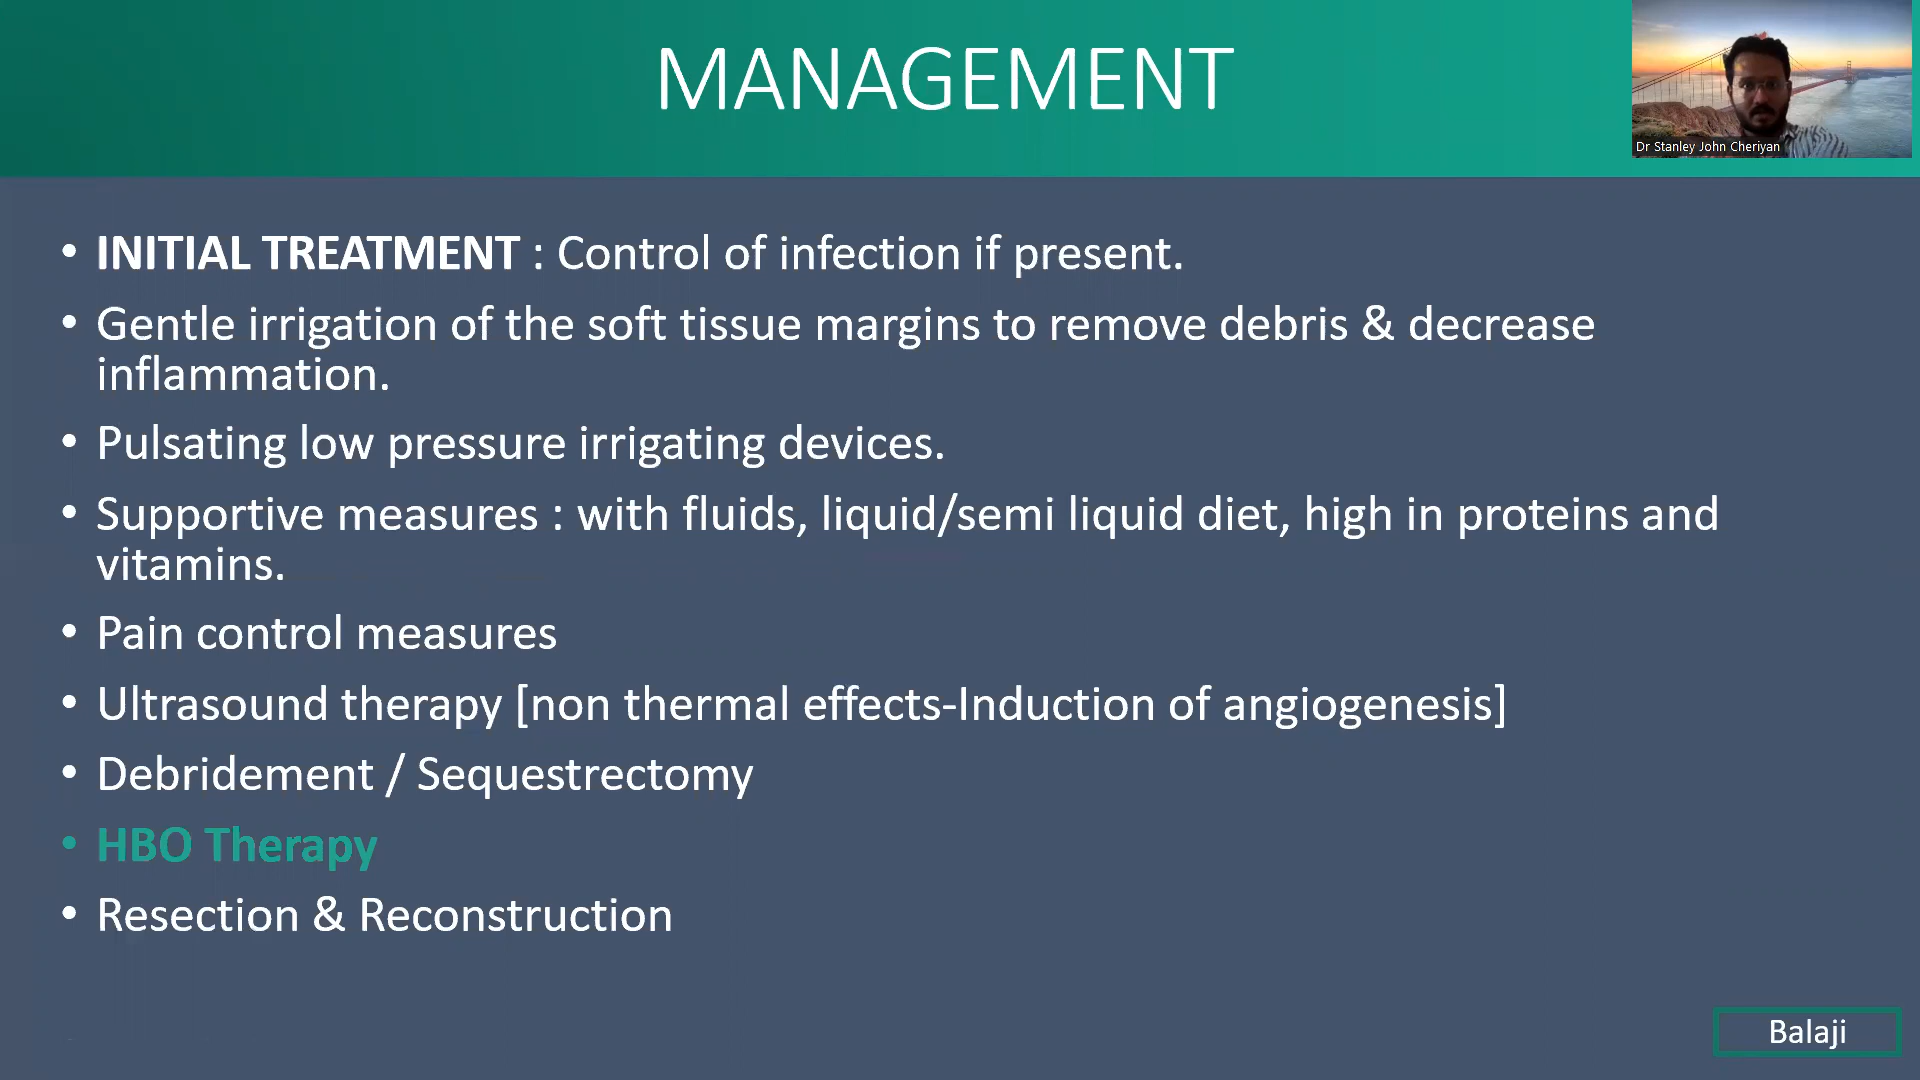 MANAGEMENT
Dr Stanley John Cheriyan
• INITIAL TREATMENT : Control of infection if present.
• Gentle irrigation of the soft tissue margins to remove debris & decrease
inflammation.
• Pulsating low pressure irrigating devices.
• Supportive measures : with fluids, liquid/semi liquid diet, high in proteins and
vitamins.
• Pain control measures
• Ultrasound therapy [non thermal effects-Induction of angiogenesis]
• Debridement / Sequestrectomy
• HBO Therapy
• Resection & Reconstruction
Balaji